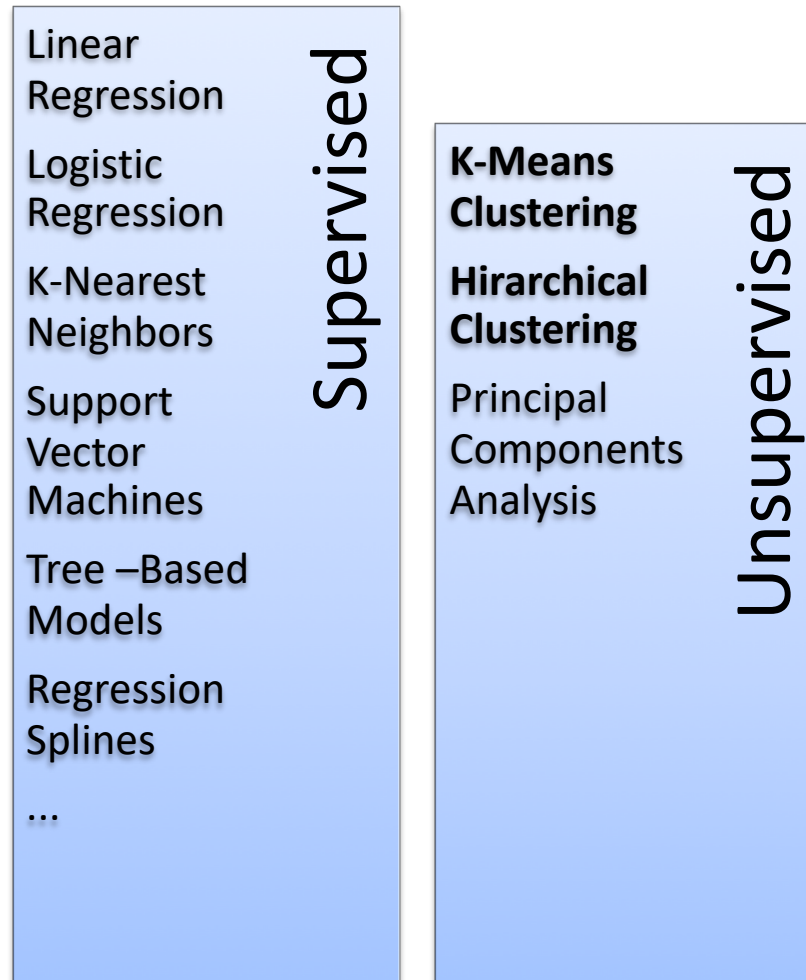 Linear
Regression
Logistic
Regression
K-Nearest
Neighbors
Support
Vector
Machines
Tree –Based
Models
Regression
Splines
...
Supervised
K-Means
Clustering
Hirarchical
Clustering
Principal
Components
Analysis
Unsupervised